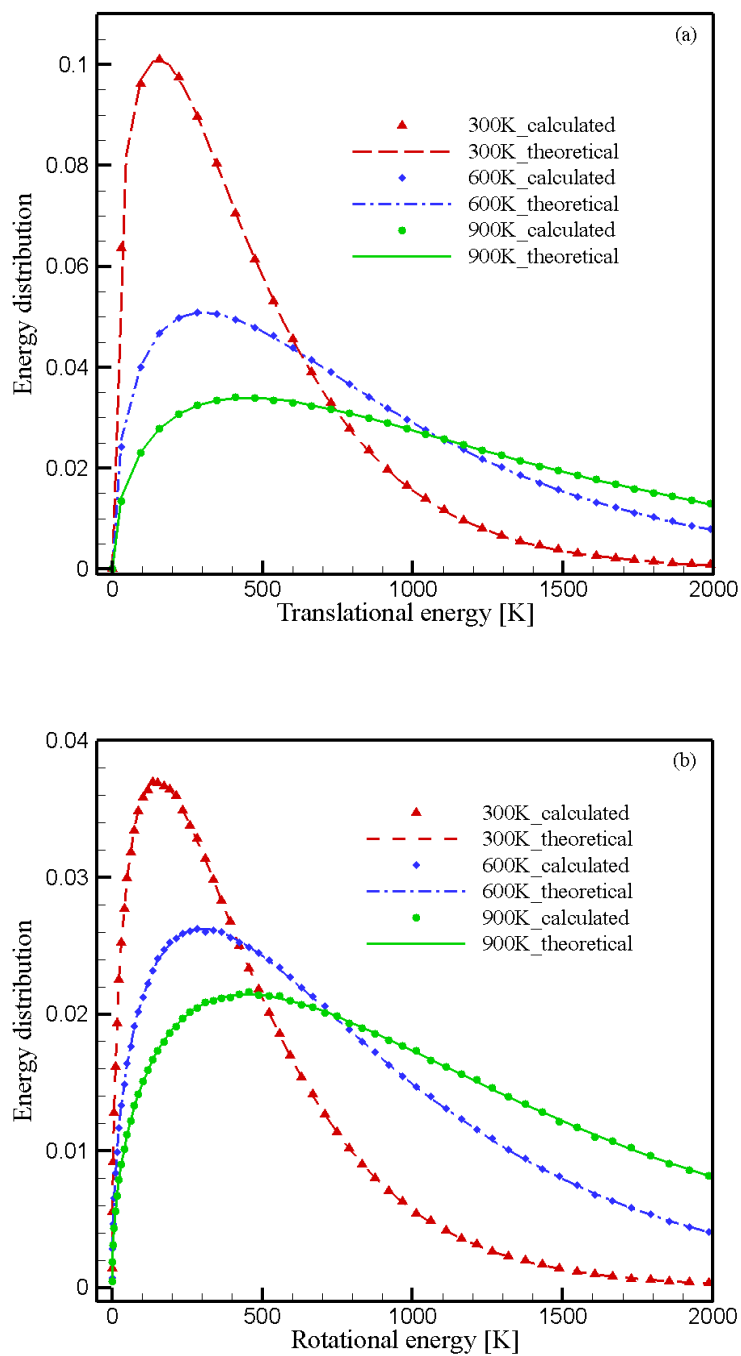 (a)
0.1
0.08
0.06
0.04
0.02
0
Energy distribution
300K_calculated
300K_theoretical
600K_calculated
600K_theoretical
900K_calculated
900K_theoretical
0 500 1000 1500 2000
Translational energy [K]
(b)
0.04
0.03
0.02
0.01
0
Energy distribution
300K_calculated
300K_theoretical
600K_calculated
600K_theoretical
900K_calculated
900K_theoretical
0 500 1000 1500 2000
Rotational energy [K]